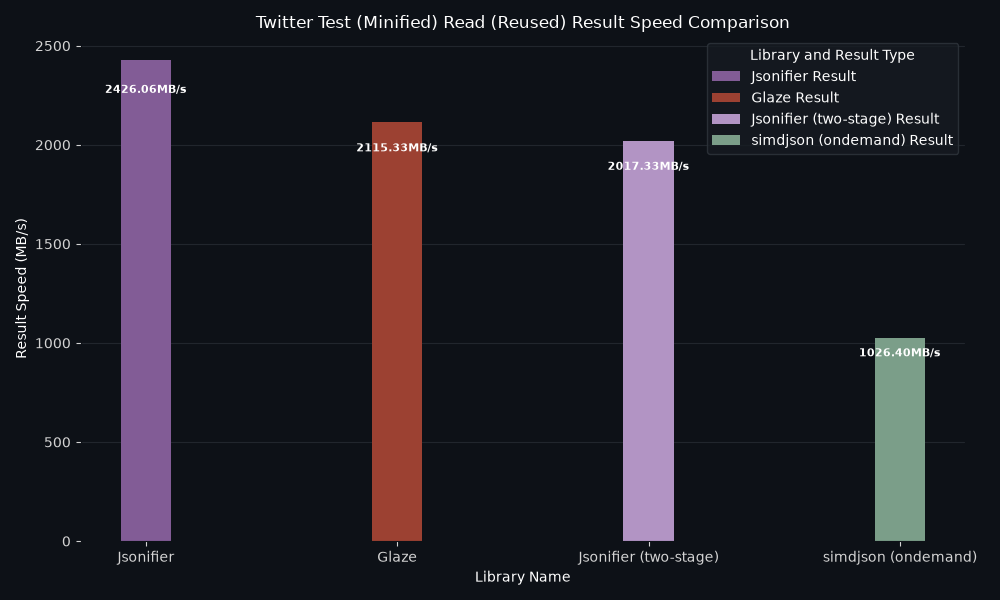 Twitter Test (Minified) Read (Reused) Result Speed Comparison
Library and Result Type
Jsonifier Result
Glaze Result
Jsonifier (two-stage) Result
simdjson (ondemand) Result
Result Speed (MB/s)
2500
2000
1500
1000
500
0
2426.06MB/s
2115.33MB/s
2017.33MB/s
1026.40MB/s
Jsonifier
Glaze
Jsonifier (two-stage)
simdjson (ondemand)
Library Name